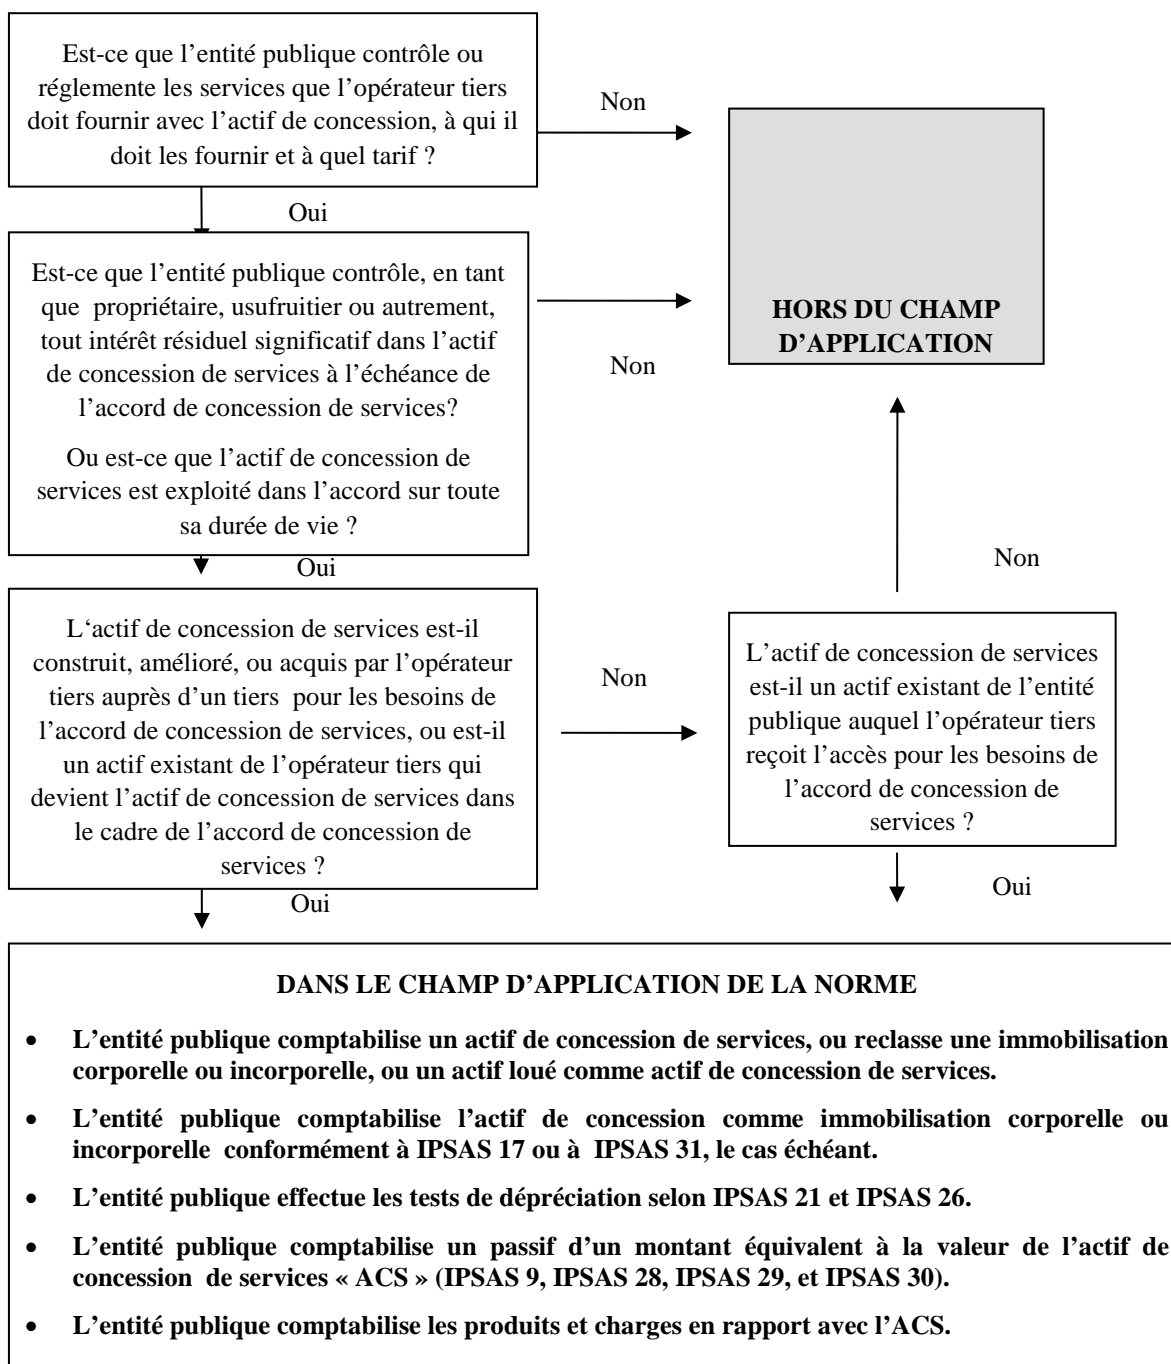 Est-ce que l’entité publique contrôle ou
réglemente les services que l’opérateur tiers
doit fournir avec l’actif de concession, à qui il
doit les fournir et à quel tarif ?
Non
Oui
Est-ce que l’entité publique contrôle, en tant
que propriétaire, usufruitier ou autrement,
tout intérêt résiduel significatif dans l’actif
de concession de services à l’échéance de
l’accord de concession de services?
Ou est-ce que l’actif de concession de
services est exploité dans l’accord sur toute
sa durée de vie ?
Non
HORS DU CHAMP
D’APPLICATION
Oui
Non
L‘actif de concession de services est-il
construit, amélioré, ou acquis par l’opérateur
tiers auprès d’un tiers pour les besoins de
l’accord de concession de services, ou est-il
un actif existant de l’opérateur tiers qui
devient l’actif de concession de services dans
le cadre de l’accord de concession de
services ?
Non
L’actif de concession de services
est-il un actif existant de l’entité
publique auquel l’opérateur tiers
reçoit l’accès pour les besoins de
l’accord de concession de
services ?
Oui
Oui
DANS LE CHAMP D’APPLICATION DE LA NORME
• L’entité publique comptabilise un actif de concession de services, ou reclasse une immobilisation
corporelle ou incorporelle, ou un actif loué comme actif de concession de services.
• L’entité publique comptabilise l’actif de concession comme immobilisation corporelle ou
incorporelle conformément à IPSAS 17 ou à IPSAS 31, le cas échéant.
• L’entité publique effectue les tests de dépréciation selon IPSAS 21 et IPSAS 26.
• L’entité publique comptabilise un passif d’un montant équivalent à la valeur de l’actif de
concession de services « ACS » (IPSAS 9, IPSAS 28, IPSAS 29, et IPSAS 30).
• L’entité publique comptabilise les produits et charges en rapport avec l’ACS.